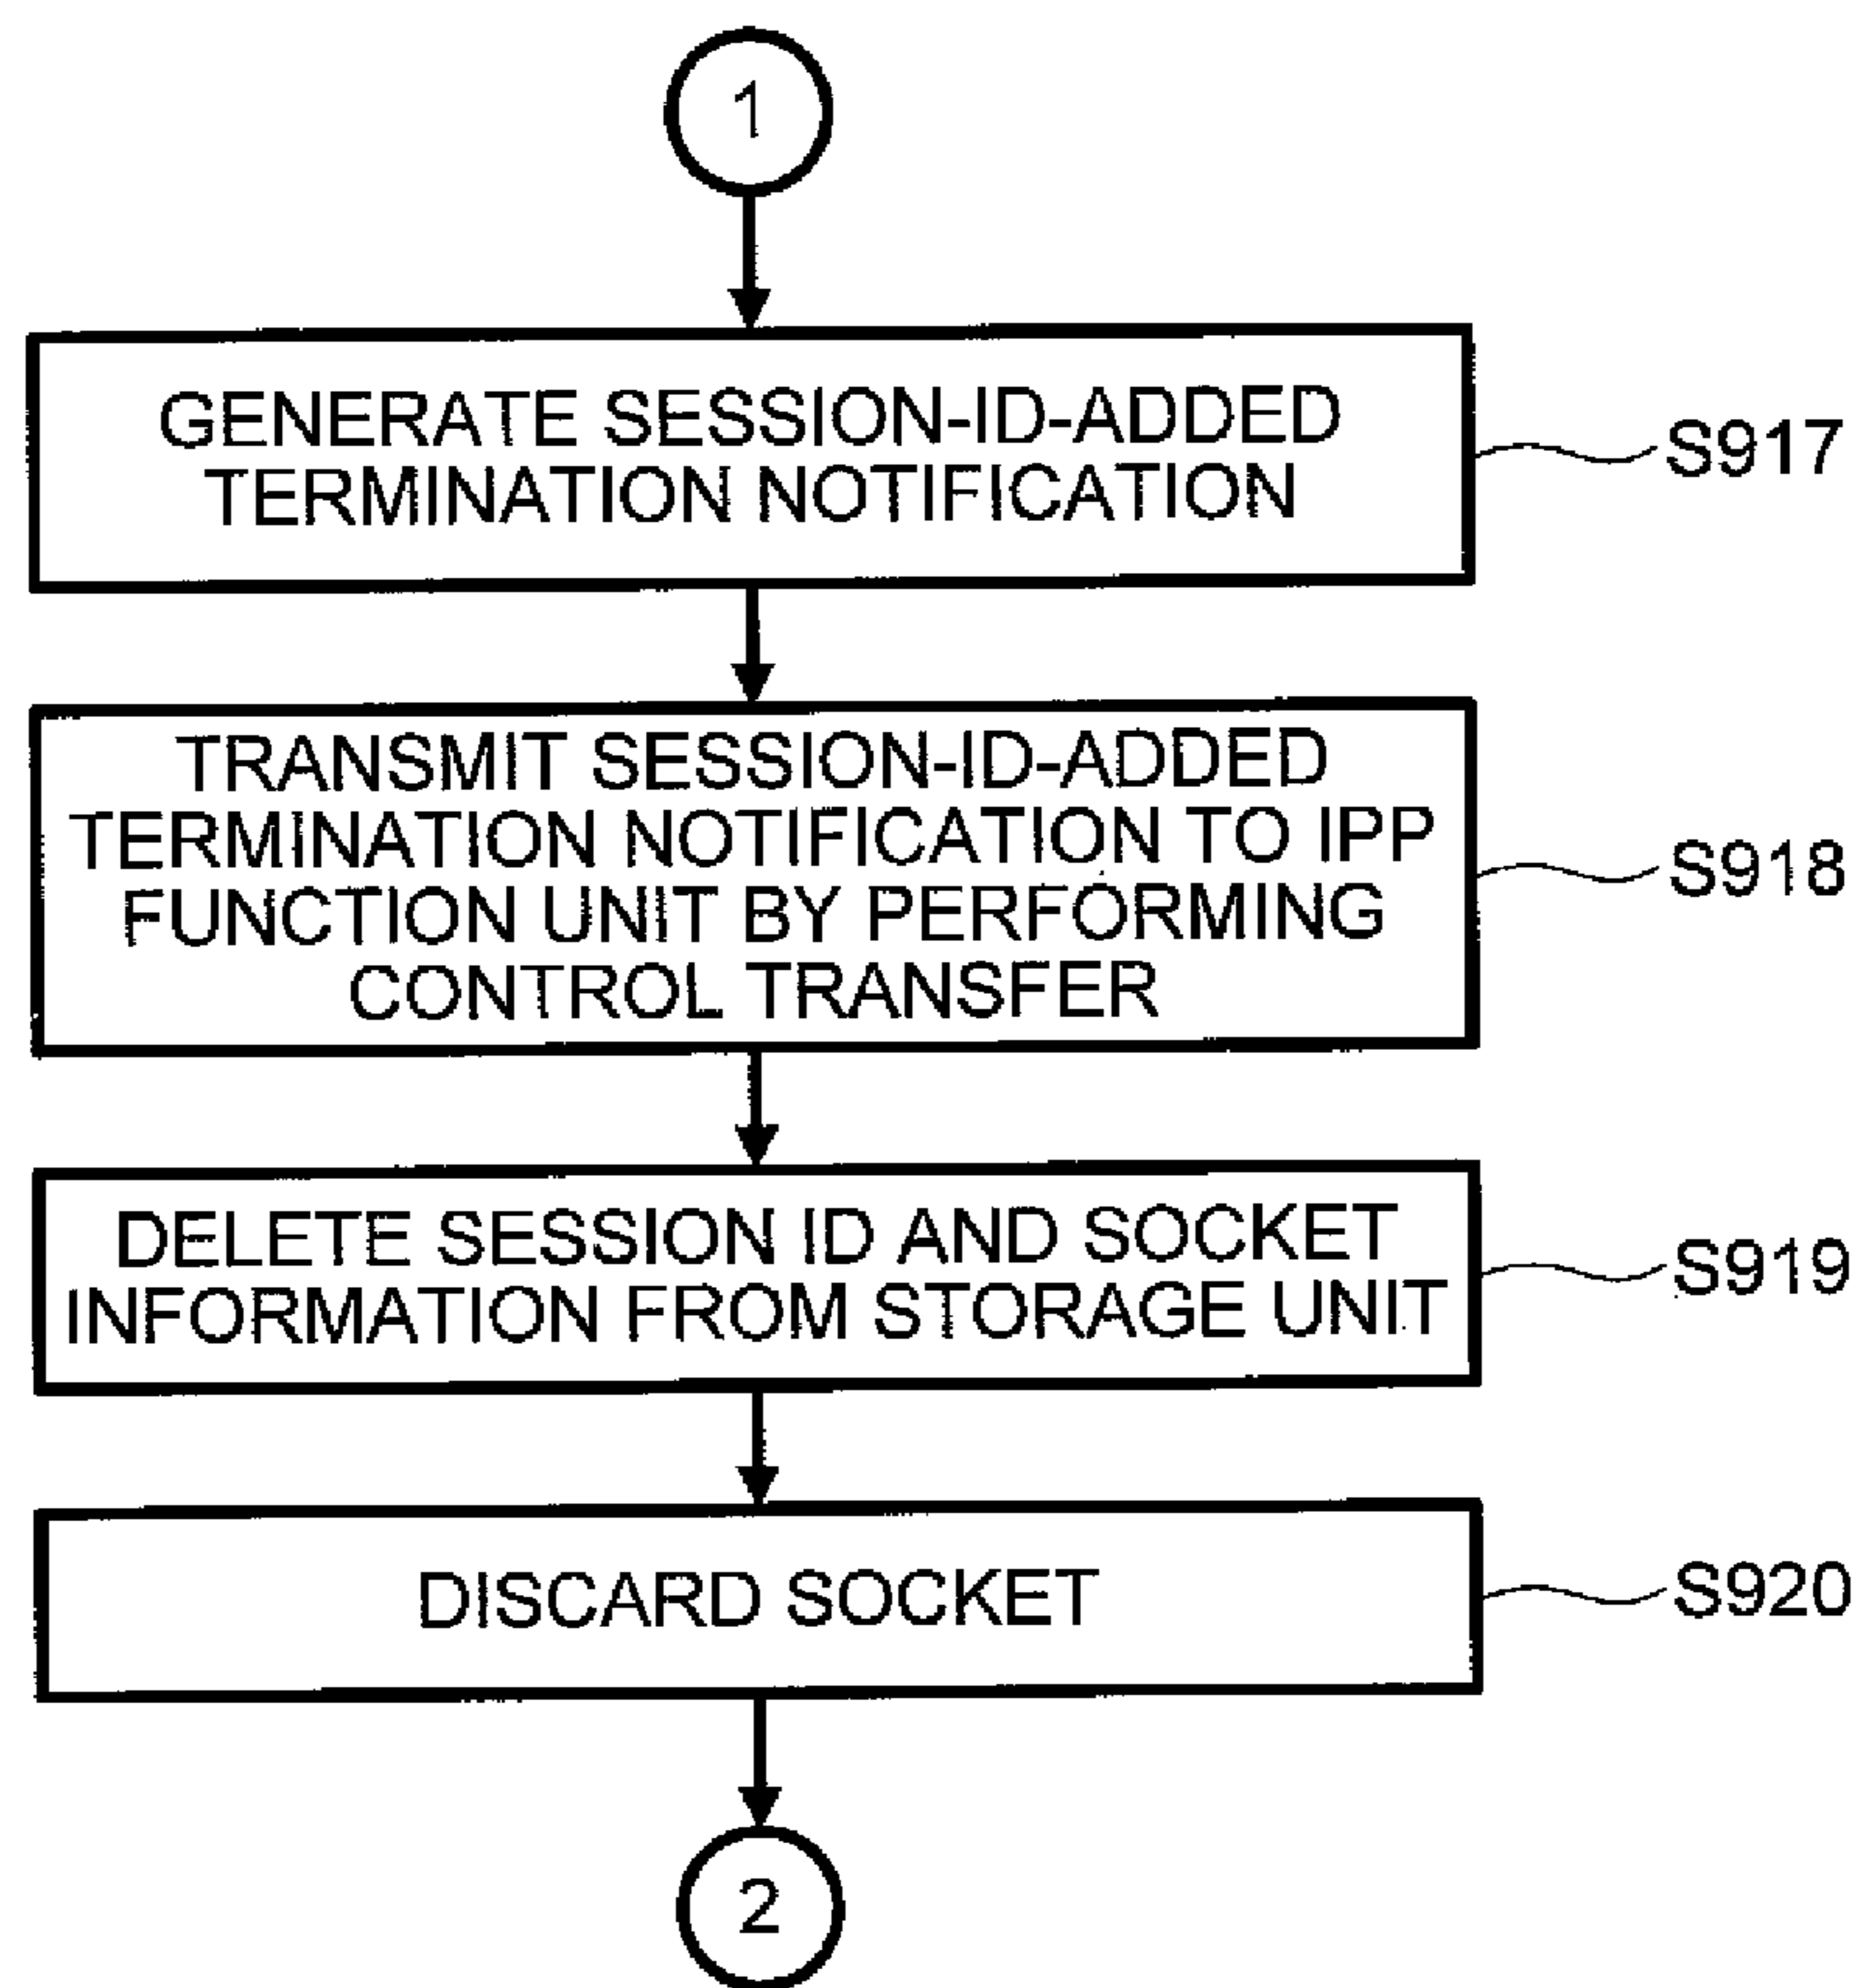 1
GENERATE SESSION-ID-ADDED
TERMINATION NOTIFICATION
S917
TRANSMIT SESSION-ID-ADDED
TERMINATION NOTIFICATION TO IPP
FUNCTION UNIT BY PERFORMING
CONTROL TRANSFER
S918
DELETE SESSION ID AND SOCKET
INFORMATION FROM STORAGE UNIT
S919
DISCARD SOCKET
S920
2